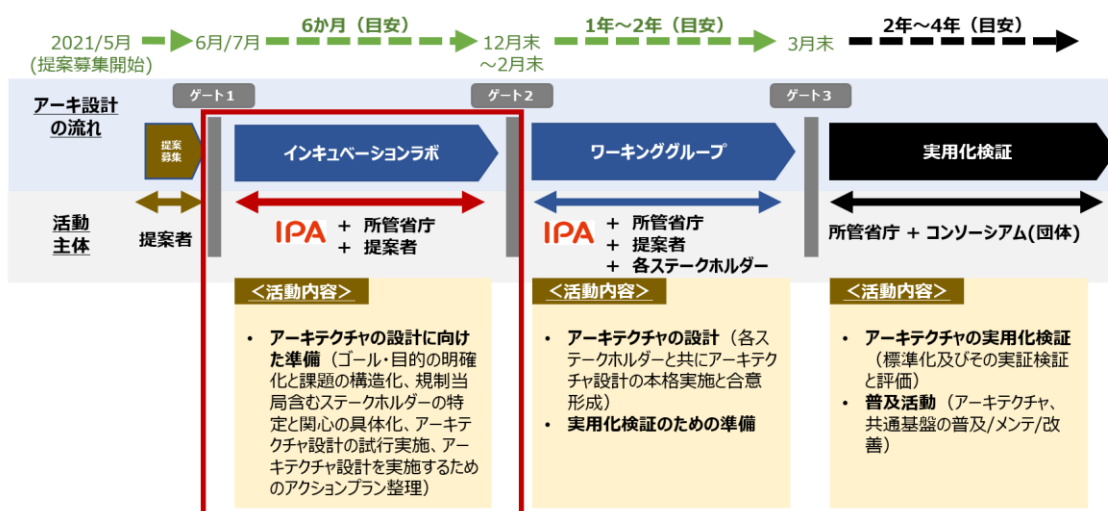 2021/5月
(提案募集開始)
6月/7月
6か月（目安）
12月末
～2月末
1年～2年（目安）
3月末
2年～4年（目安）
アーキ設計
の流れ
ゲート1
ゲート2
ゲート3
提案
募集
インキュベーションラボ
ワーキンググループ
実用化検証
活動
主体
提案者
IPA + 所管省庁
+ 提案者
IPA + 所管省庁
+ 提案者
+ 各ステークホルダー
所管省庁 + コンソーシアム(団体)
＜活動内容＞
• アーキテクチャの設計に向け
た準備（ゴール・目的の明確
化と課題の構造化、規制当
局含むステークホルダーの特
定と関心の具体化、アーキテ
クチャ設計の試行実施、アー
キテクチャ設計を実施するため
のアクションプラン整理）
＜活動内容＞
• アーキテクチャの設計（各ス
テークホルダーと共にアーキテク
チャ設計の本格実施と合意
形成）
• 実用化検証のための準備
＜活動内容＞
• アーキテクチャの実用化検証
（標準化及びその実証検証
と評価）
• 普及活動（アーキテクチャ、
共通基盤の普及/メンテ/改
善）